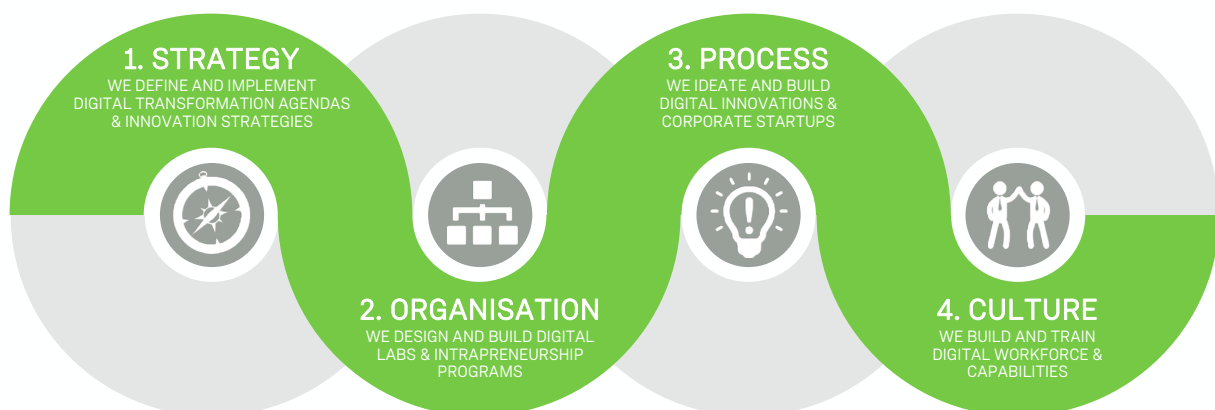 1. STRATEGY
WE DEFINE AND IMPLEMENT
DIGITAL TRANSFORMATION AGENDAS
& INNOVATION STRATEGIES
2. ORGANISATION
WE DESIGN AND BUILD DIGITAL
LABS & INTRAPRENEURSHIP
PROGRAMS
3. PROCESS
WE IDEATE AND BUILD
DIGITAL INNOVATIONS &
CORPORATE STARTUPS
4. CULTURE
WE BUILD AND TRAIN
DIGITAL WORKFORCE &
CAPABILITIES